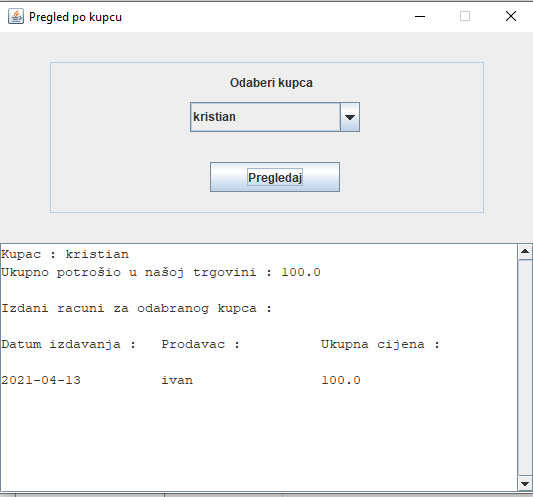 Pregled po kupcu
Odaberi kupca
kristian
Pregledaj
Kupac : kristian
Ukupno potrošio u našoj trgovini : 100.0
Izdani racuni za odabranog kupca :
Datum izdavanja : Prodavac : Ukupna cijena :
2021-04-13 ivan 100.0